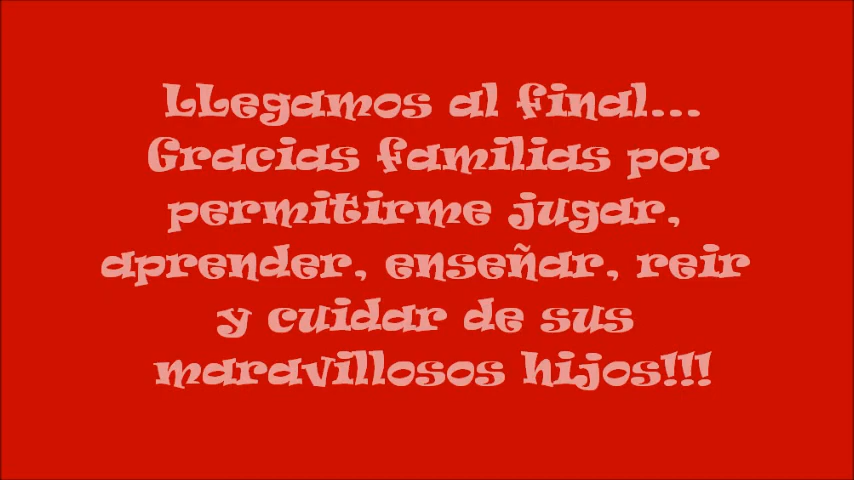 LLegamos al final...
Gracias familias por
permitirme jugar,
aprender, enseñar, reir
y cuidar de sus
maravillosos hijos!!!